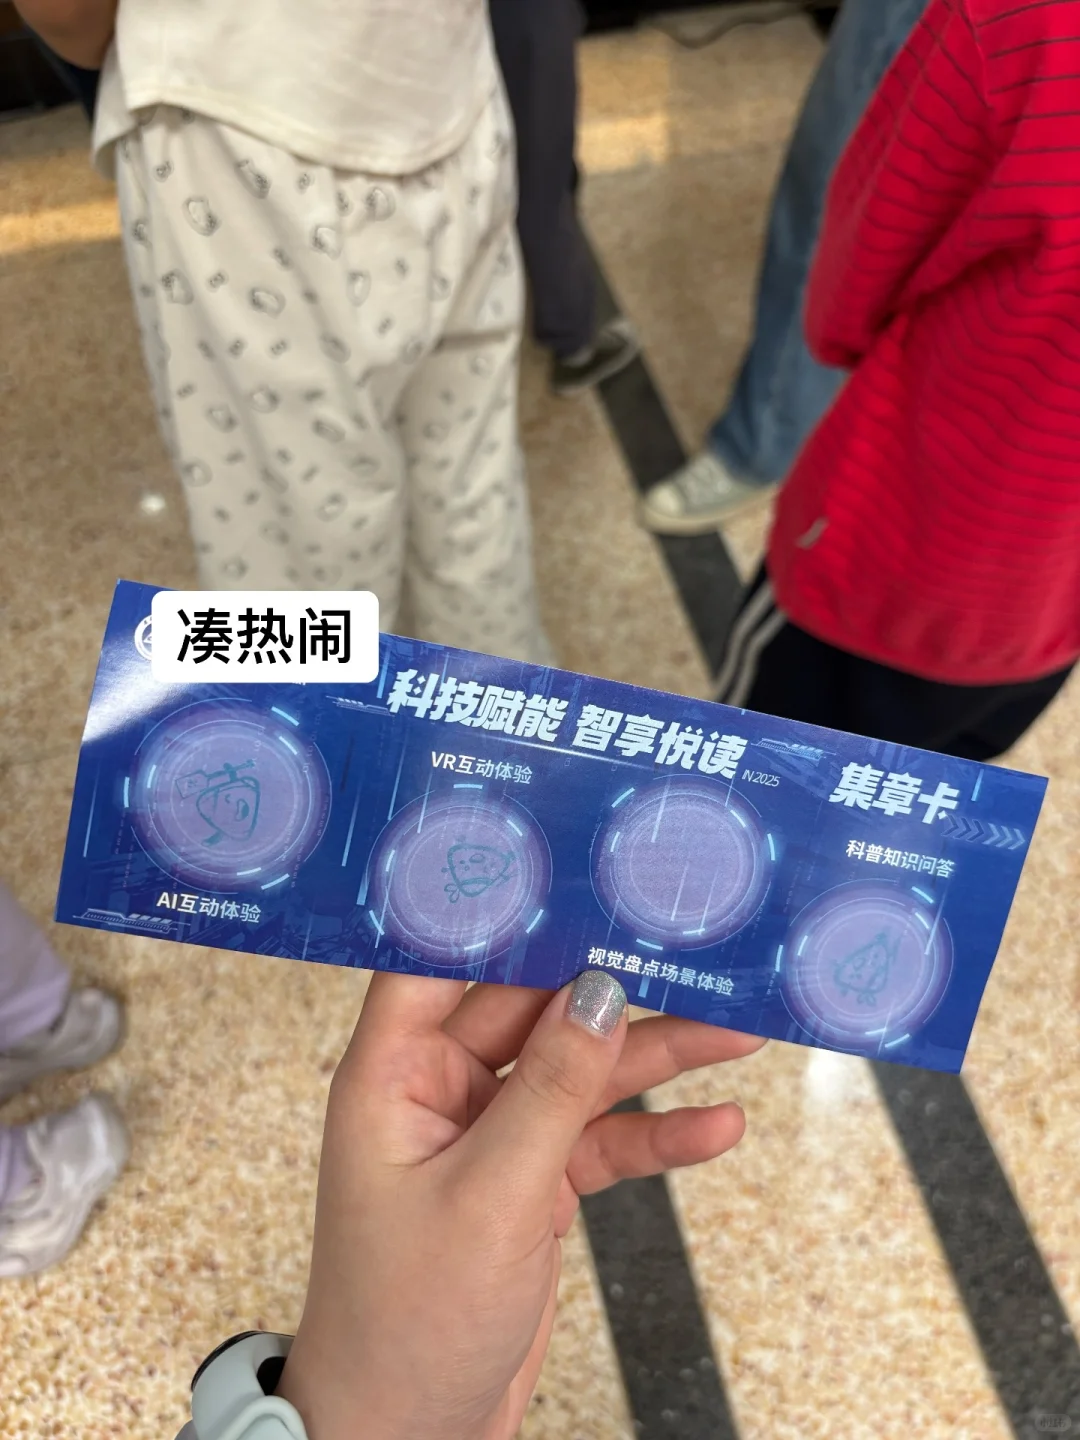 凑热闹
科技赋能 智享悦读
IN 2025
集章卡
VR互动体验
科普知识问答
AI互动体验
视觉盘点场景体验